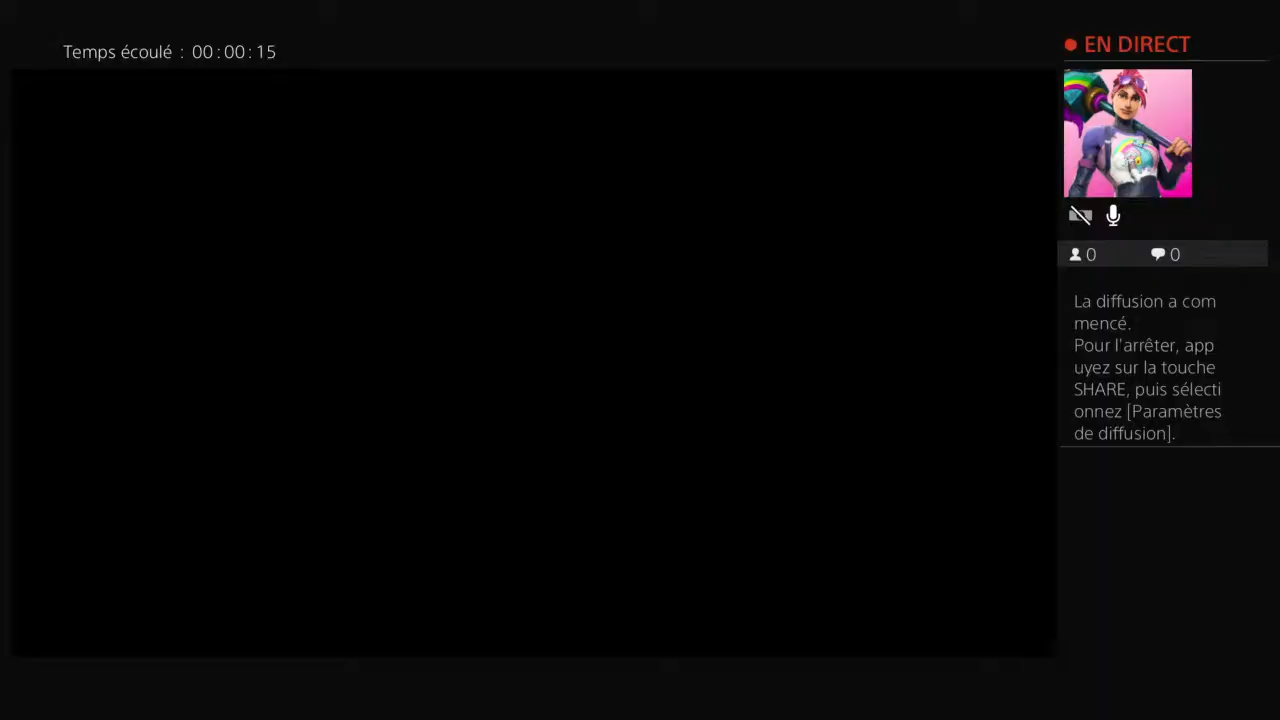 Temps écoulé : 00:00:15
EN DIRECT
0 0
La diffusion a com
mencé.
Pour l'arrêter, app
uyez sur la touche
SHARE, puis sélecti
onnez [Paramètres
de diffusion].